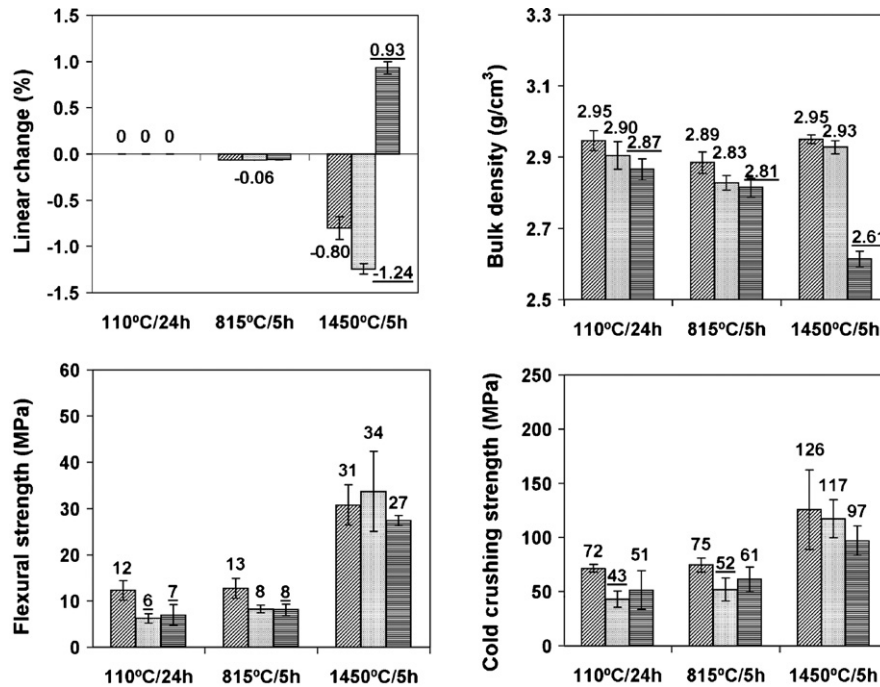 Linear change (%)
1.5
1.0
0.5
0.0
-0.5
-1.0
-1.5
0 0 0
-0.06
0.93
-0.80
-1.24
110ºC/24h 815ºC/5h 1450ºC/5h
Bulk density (g/cm³)
3.3
3.1
2.9
2.7
2.5
2.95 2.90 2.87
2.89 2.83 2.81
2.95 2.93 2.61
110ºC/24h 815ºC/5h 1450ºC/5h
Flexural strength (MPa)
60
50
40
30
20
10
0
12 6 7
13 8 8
31 34 27
110ºC/24h 815ºC/5h 1450ºC/5h
Cold crushing strength (MPa)
250
200
150
100
50
0
72 43 51
75 52 61
126 117 97
110ºC/24h 815ºC/5h 1450ºC/5h